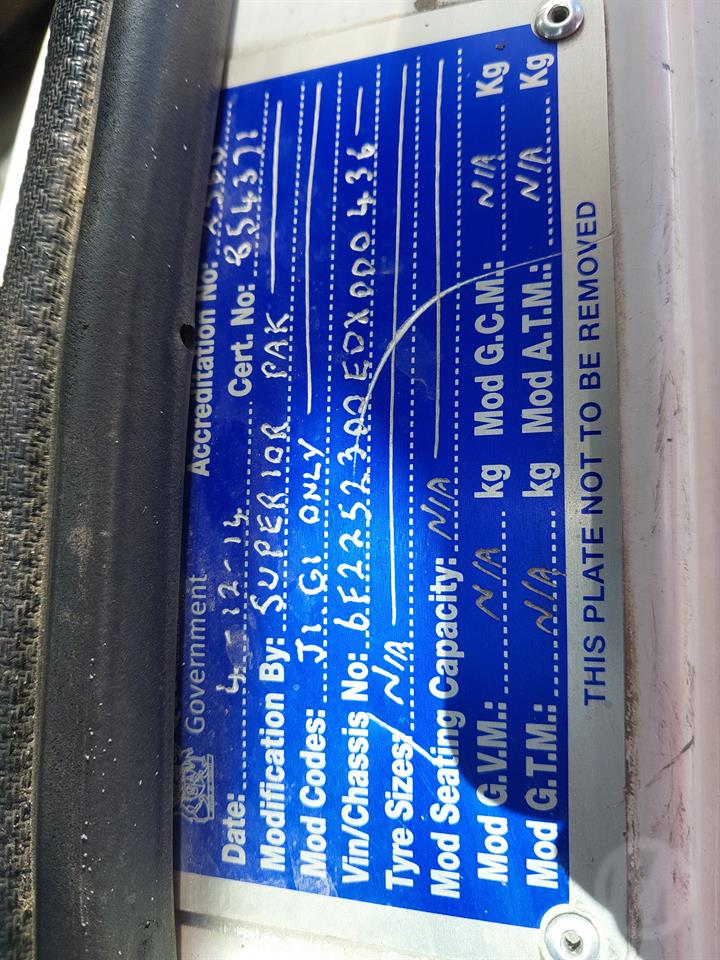 Government Accreditation No:
Date: 4-12-14 Cert. No: 854371
Modification By: SUPERIOR PAK
Mod Codes: J1 G1 ONLY
Vin/Chassis No:
Tyre Sizes: N/A
Mod Seating Capacity: N/A
Mod G.V.M.: N/A kg Mod G.C.M.: N/A Kg
Mod G.T.M.: N/A kg Mod A.T.M.: N/A Kg
THIS PLATE NOT TO BE REMOVED